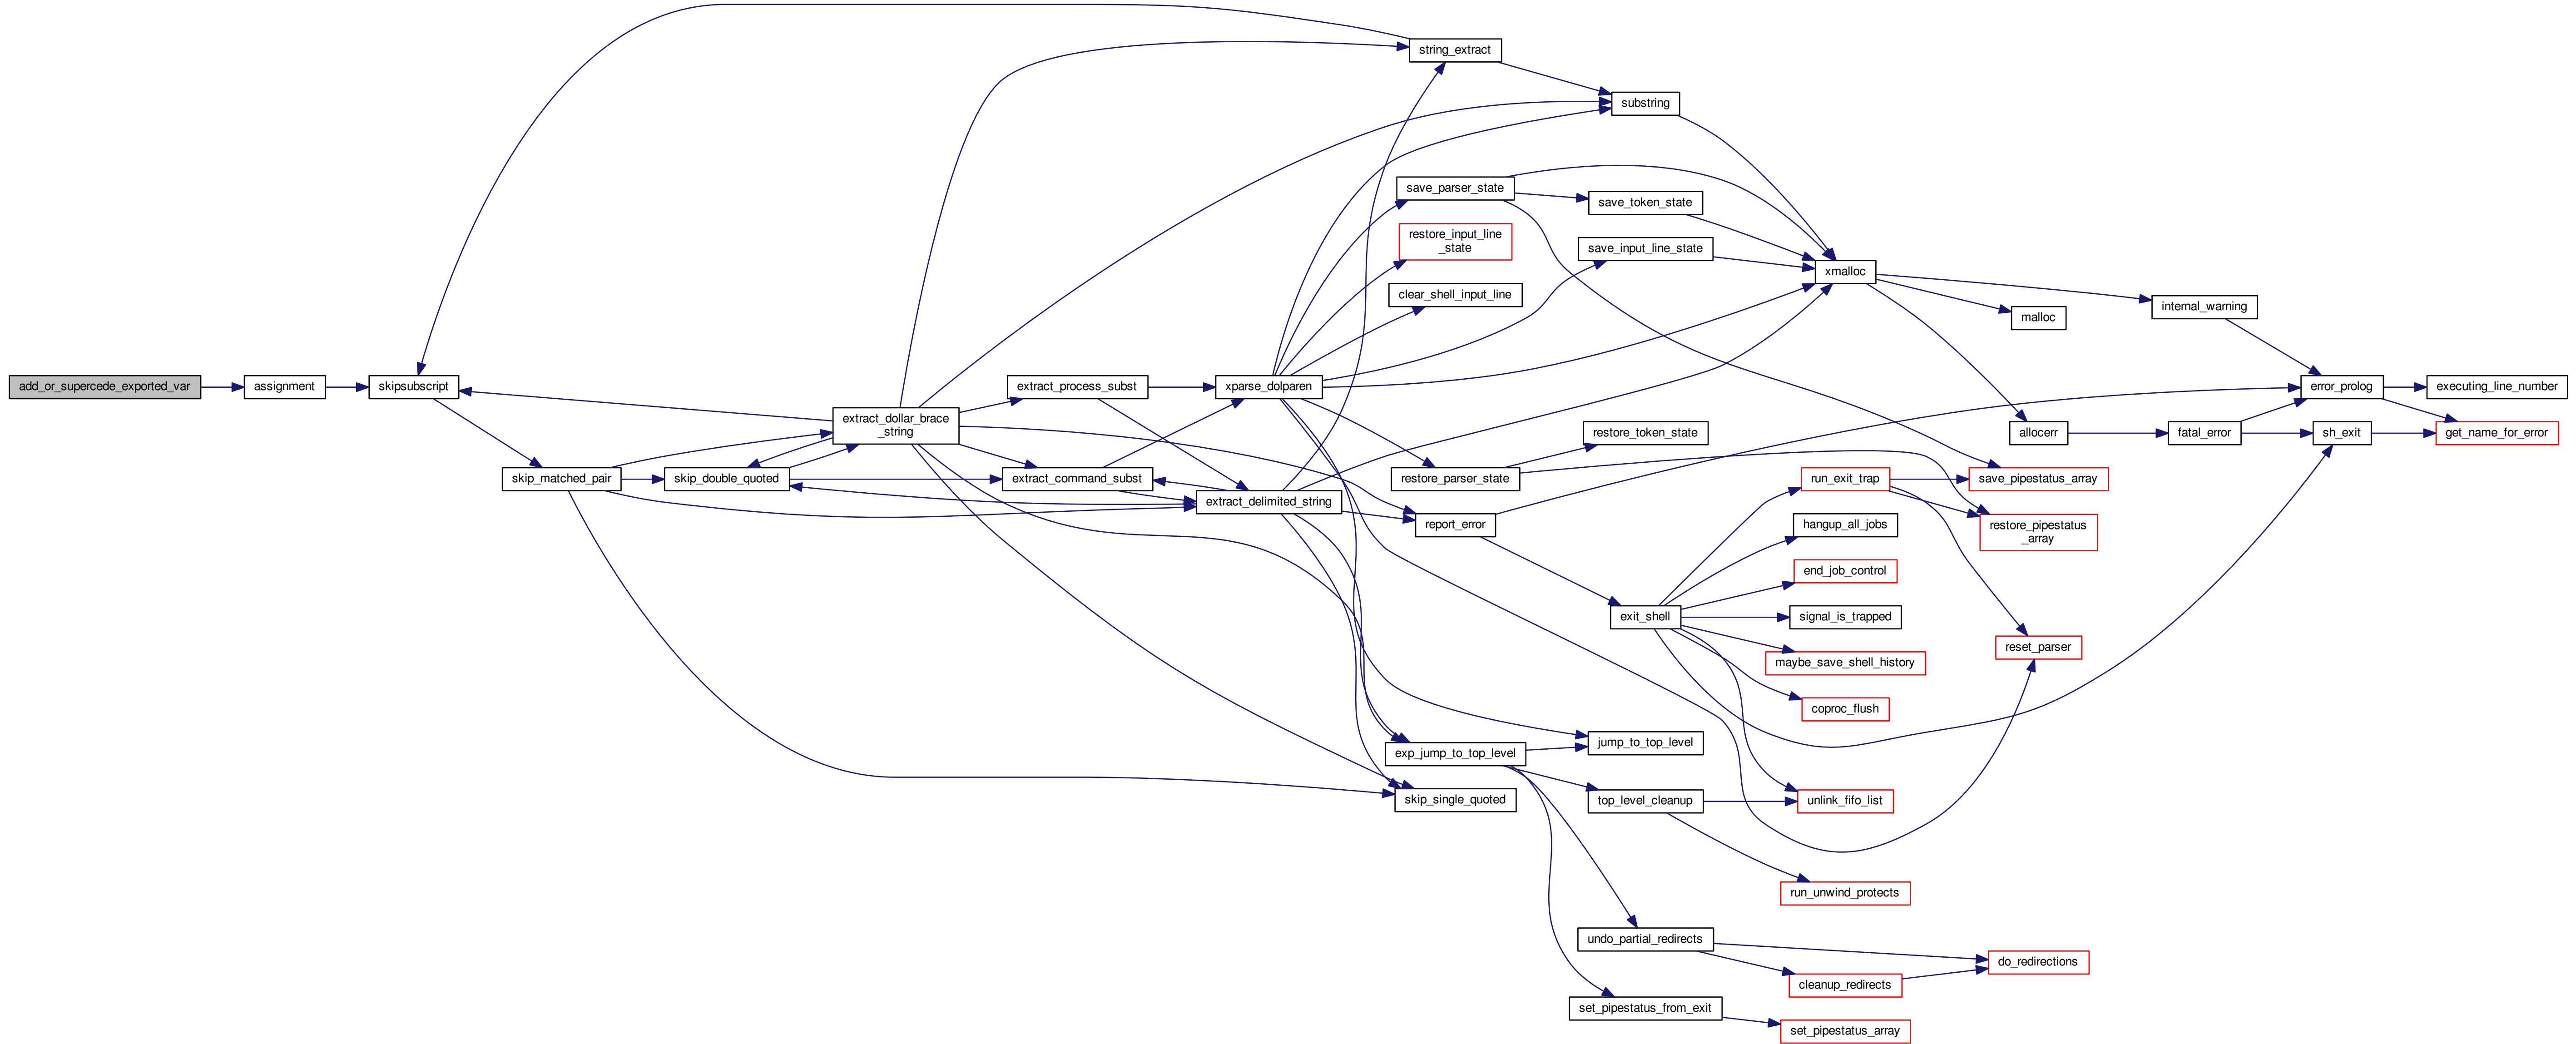 add_or_supercede_exported_var
assignment
skipsubscript
skip_matched_pair
skip_double_quoted
extract_dollar_brace
_string
extract_process_subst
extract_command_subst
xparse_dolparen
extract_delimited_string
string_extract
save_parser_state
restore_input_line
_state
clear_shell_input_line
restore_parser_state
report_error
exp_jump_to_top_level
skip_single_quoted
substring
save_token_state
save_input_line_state
restore_token_state
exit_shell
jump_to_top_level
top_level_cleanup
undo_partial_redirects
set_pipestatus_from_exit
xmalloc
run_exit_trap
hangup_all_jobs
end_job_control
signal_is_trapped
maybe_save_shell_history
coproc_flush
unlink_fifo_list
run_unwind_protects
cleanup_redirects
set_pipestatus_array
malloc
allocerr
save_pipestatus_array
restore_pipestatus
_array
reset_parser
do_redirections
internal_warning
fatal_error
error_prolog
sh_exit
executing_line_number
get_name_for_error